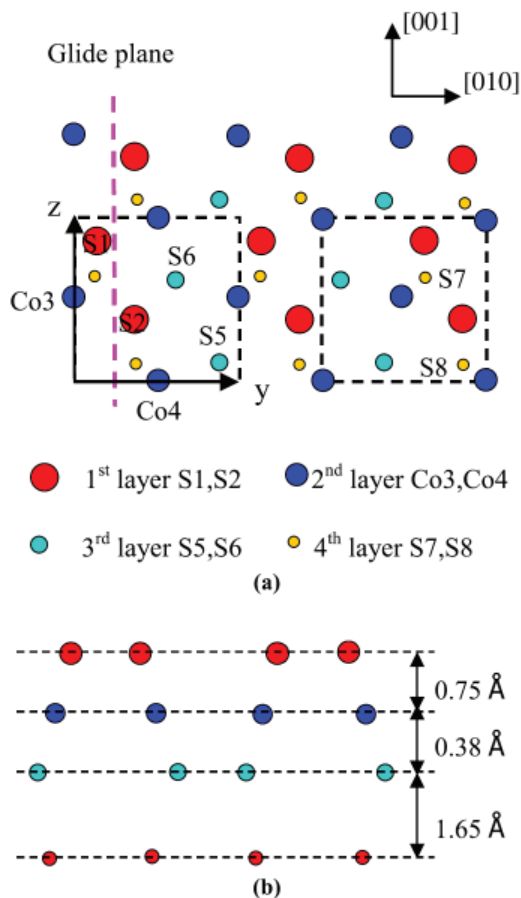 [001]
Glide plane
[010]
z
S1
S6
S7
Co3
S2
S5
S8
Co4
y
1st layer S1,S2
2nd layer Co3,Co4
3rd layer S5,S6
4th layer S7,S8
(a)
0.75 Å
0.38 Å
1.65 Å
(b)